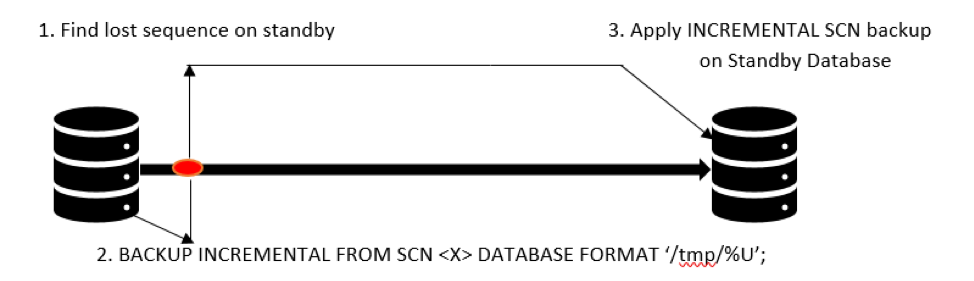 1. Find lost sequence on standby
3. Apply INCREMENTAL SCN backup
on Standby Database
2. BACKUP INCREMENTAL FROM SCN <X> DATABASE FORMAT ‘/tmp/%U’;